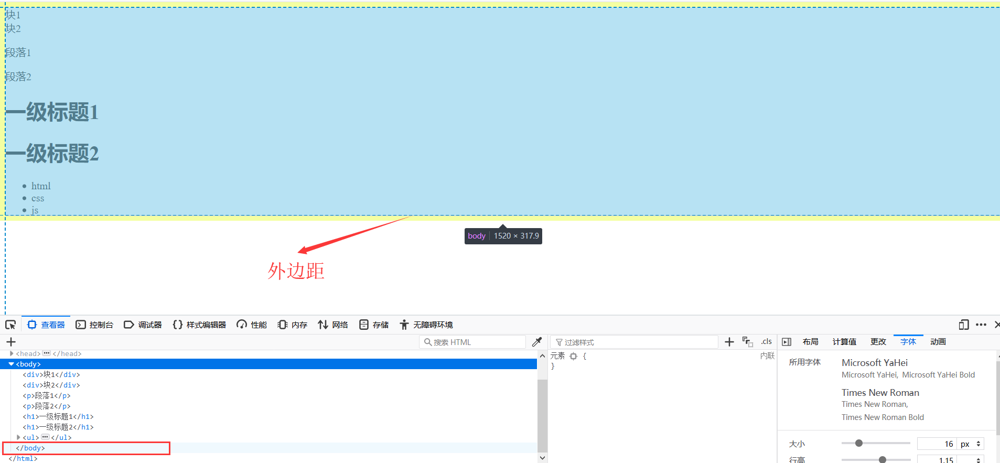 块1
块2
段落1
段落2
一级标题1
一级标题2
html
css
js
body 1520 × 317.9
外边距
查看器 控制台 调试器 样式编辑器 性能 内存 网络 存储 无障碍环境
搜索 HTML
过滤样式 .cls
布局 计算值 更改 字体 动画
<head> </head>
<body>
<div>块1</div>
<div>块2</div>
<p>段落1</p>
<p>段落2</p>
<h1>一级标题1</h1>
<h1>一级标题2</h1>
<ul> </ul>
</body>
</html>
元素 { 内联
}
所用字体 Microsoft YaHei
Microsoft YaHei, Microsoft YaHei Bold
Times New Roman
Times New Roman,
Times New Roman Bold
大小 16 px
行高 1.15